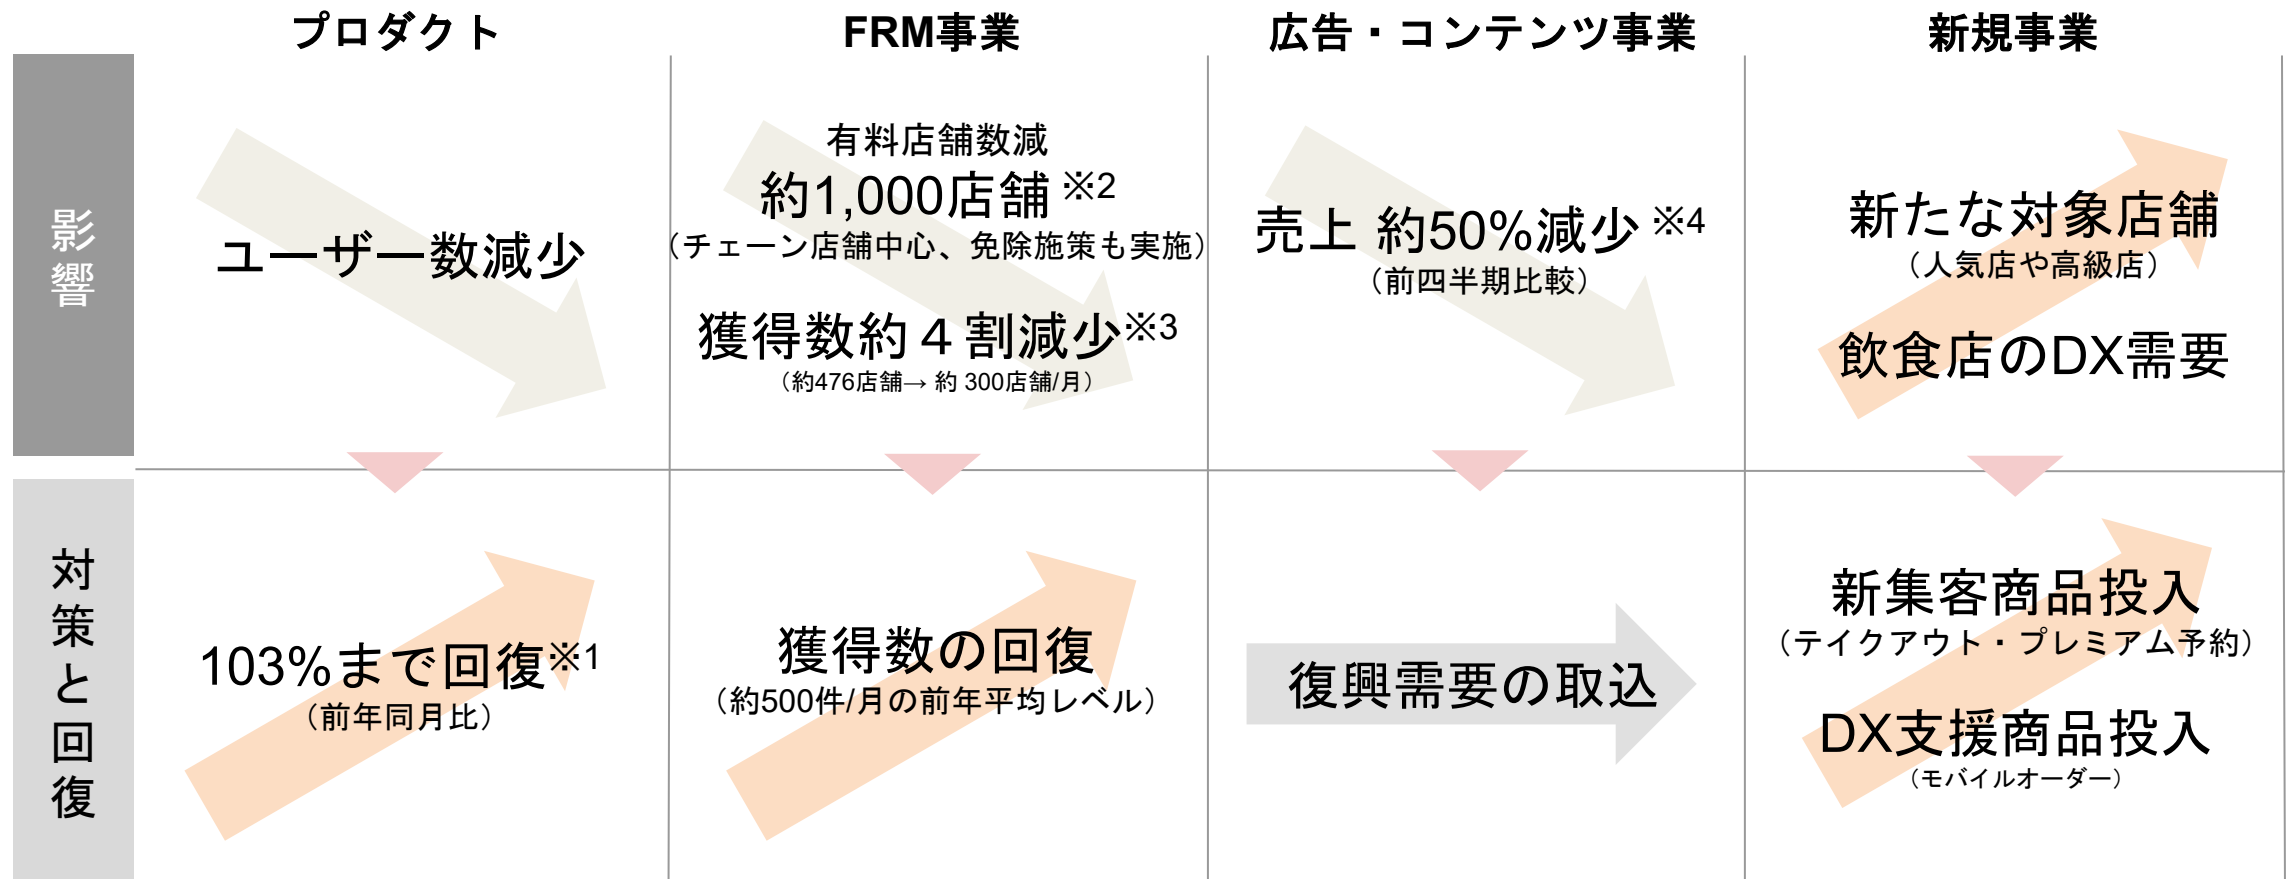 プロダクト
FRM事業
広告・コンテンツ事業
新規事業
影響
ユーザー数減少
有料店舗数減
約1,000店舗 ※2
（チェーン店舗中心、免除施策も実施）
獲得数約４割減少※3
（約476店舗→ 約 300店舗/月）
売上 約50%減少 ※4
（前四半期比較）
新たな対象店舗
（人気店や高級店）
飲食店のDX需要
対策と回復
103%まで回復※1
（前年同月比）
獲得数の回復
（約500件/月の前年平均レベル）
復興需要の取込
新集客商品投入
（テイクアウト・プレミアム予約）
DX支援商品投入
（モバイルオーダー）